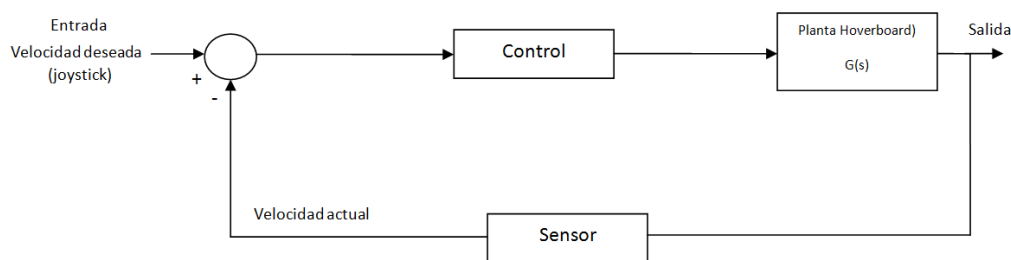 Entrada
Velocidad deseada
(joystick)
+
-
Control
Planta Hoverboard)
G(s)
Salida
Velocidad actual
Sensor